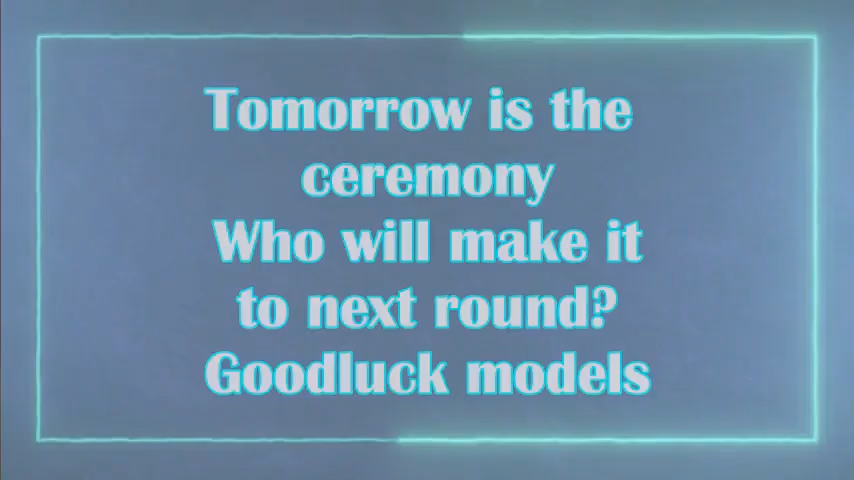 Tomorrow is the
ceremony
Who will make it
to next round?
Goodluck models